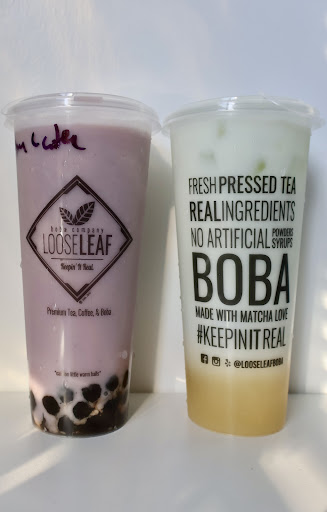 boba company
LOOSELEAF
Keepin' It Real.
Premium Tea, Coffee, & Boba
FRESH PRESSED TEA
REAL INGREDIENTS
NO ARTIFICIAL POWDERS SYRUPS
BOBA
MADE WITH MATCHA LOVE
#KEEPINITREAL
@LOOSELEAFBOBA